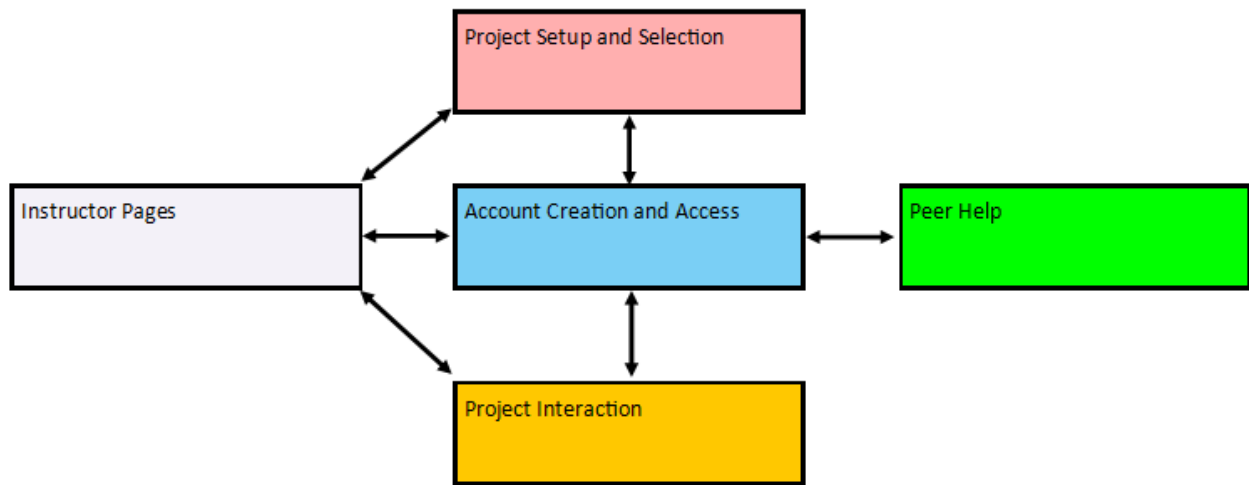 Project Setup and Selection
Instructor Pages
Account Creation and Access
Peer Help
Project Interaction